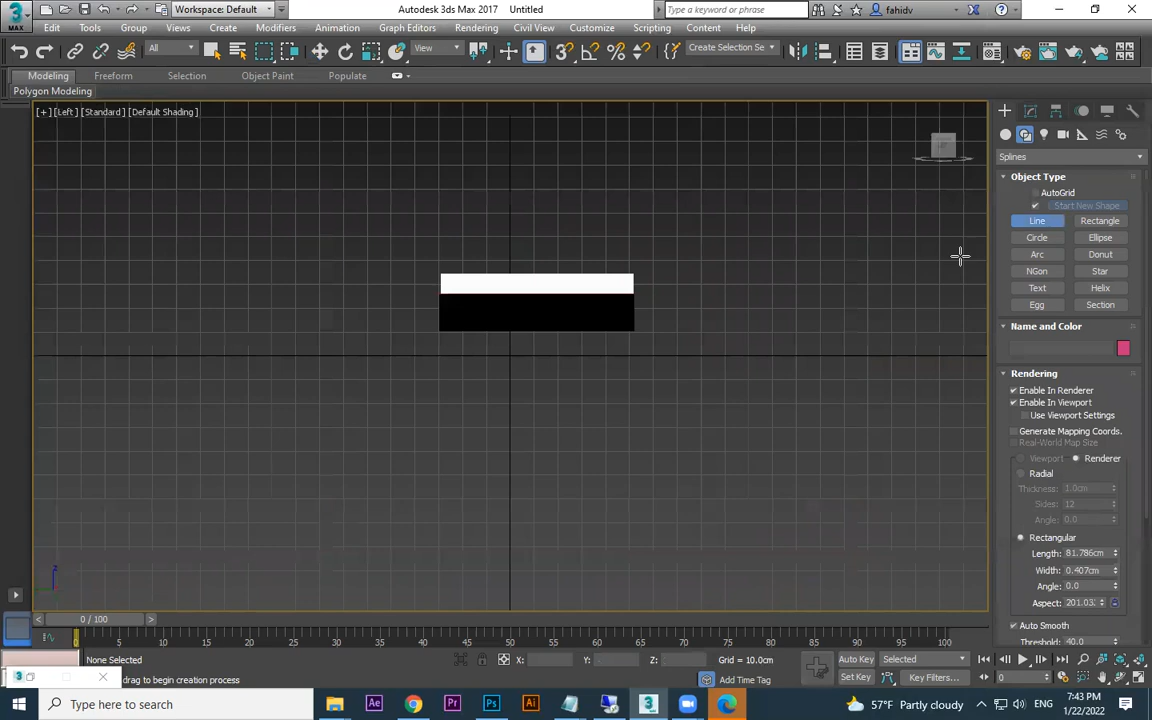 MAX
Workspace: Default
Autodesk 3ds Max 2017
Untitled
Type a keyword or phrase
fahidv
Edit
Tools
Group
Views
Create
Modifiers
Animation
Graph Editors
Rendering
Civil View
Customize
Scripting
Content
Help
All
View
3
Create Selection Se
Modeling
Freeform
Selection
Object Paint
Populate
Polygon Modeling
[+] [Left] [Standard] [Default Shading]
Splines
Object Type
AutoGrid
Start New Shape
Line
Rectangle
Circle
Ellipse
Arc
Donut
NGon
Star
Text
Helix
Egg
Section
Name and Color
Rendering
Enable In Renderer
Enable In Viewport
Use Viewport Settings
Generate Mapping Coords.
Real-World Map Size
Viewport
Renderer
Radial
Thickness: 1.0cm
Sides: 12
Angle: 0.0
Rectangular
Length: 81.786cm
Width: 0.407cm
Angle: 0.0
Aspect: 201.03
Auto Smooth
Threshold: 40.0
z
0 / 100
0 5 10 15 20 25 30 35 40 45 50 55 60 65 70 75 80 85 90 95 100
None Selected
X:
Y:
Z:
Grid = 10.0cm
Auto Key
Selected
drag to begin creation process
Add Time Tag
Set Key
Key Filters...
0
Type here to search
Ae
Pr
Ps
Ai
3
57°F Partly cloudy
ENG
7:43 PM
1/22/2022